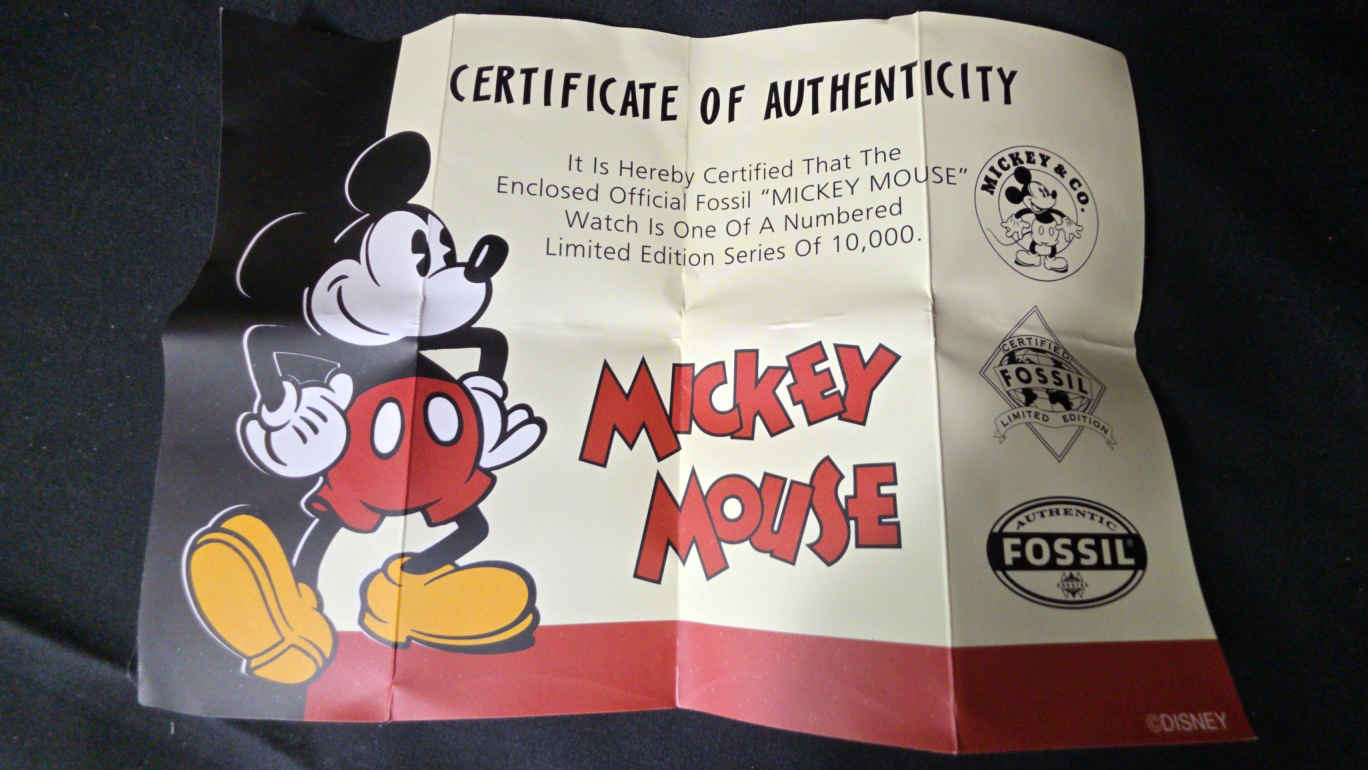 CERTIFICATE OF AUTHENTICITY
It Is Hereby Certified That The
Enclosed Official Fossil “MICKEY MOUSE”
Watch Is One Of A Numbered
Limited Edition Series Of 10,000.
MICKEY & CO.
MICKEY
MOUSE
CERTIFIED
FOSSIL
LIMITED EDITION
AUTHENTIC
FOSSIL®
©DISNEY